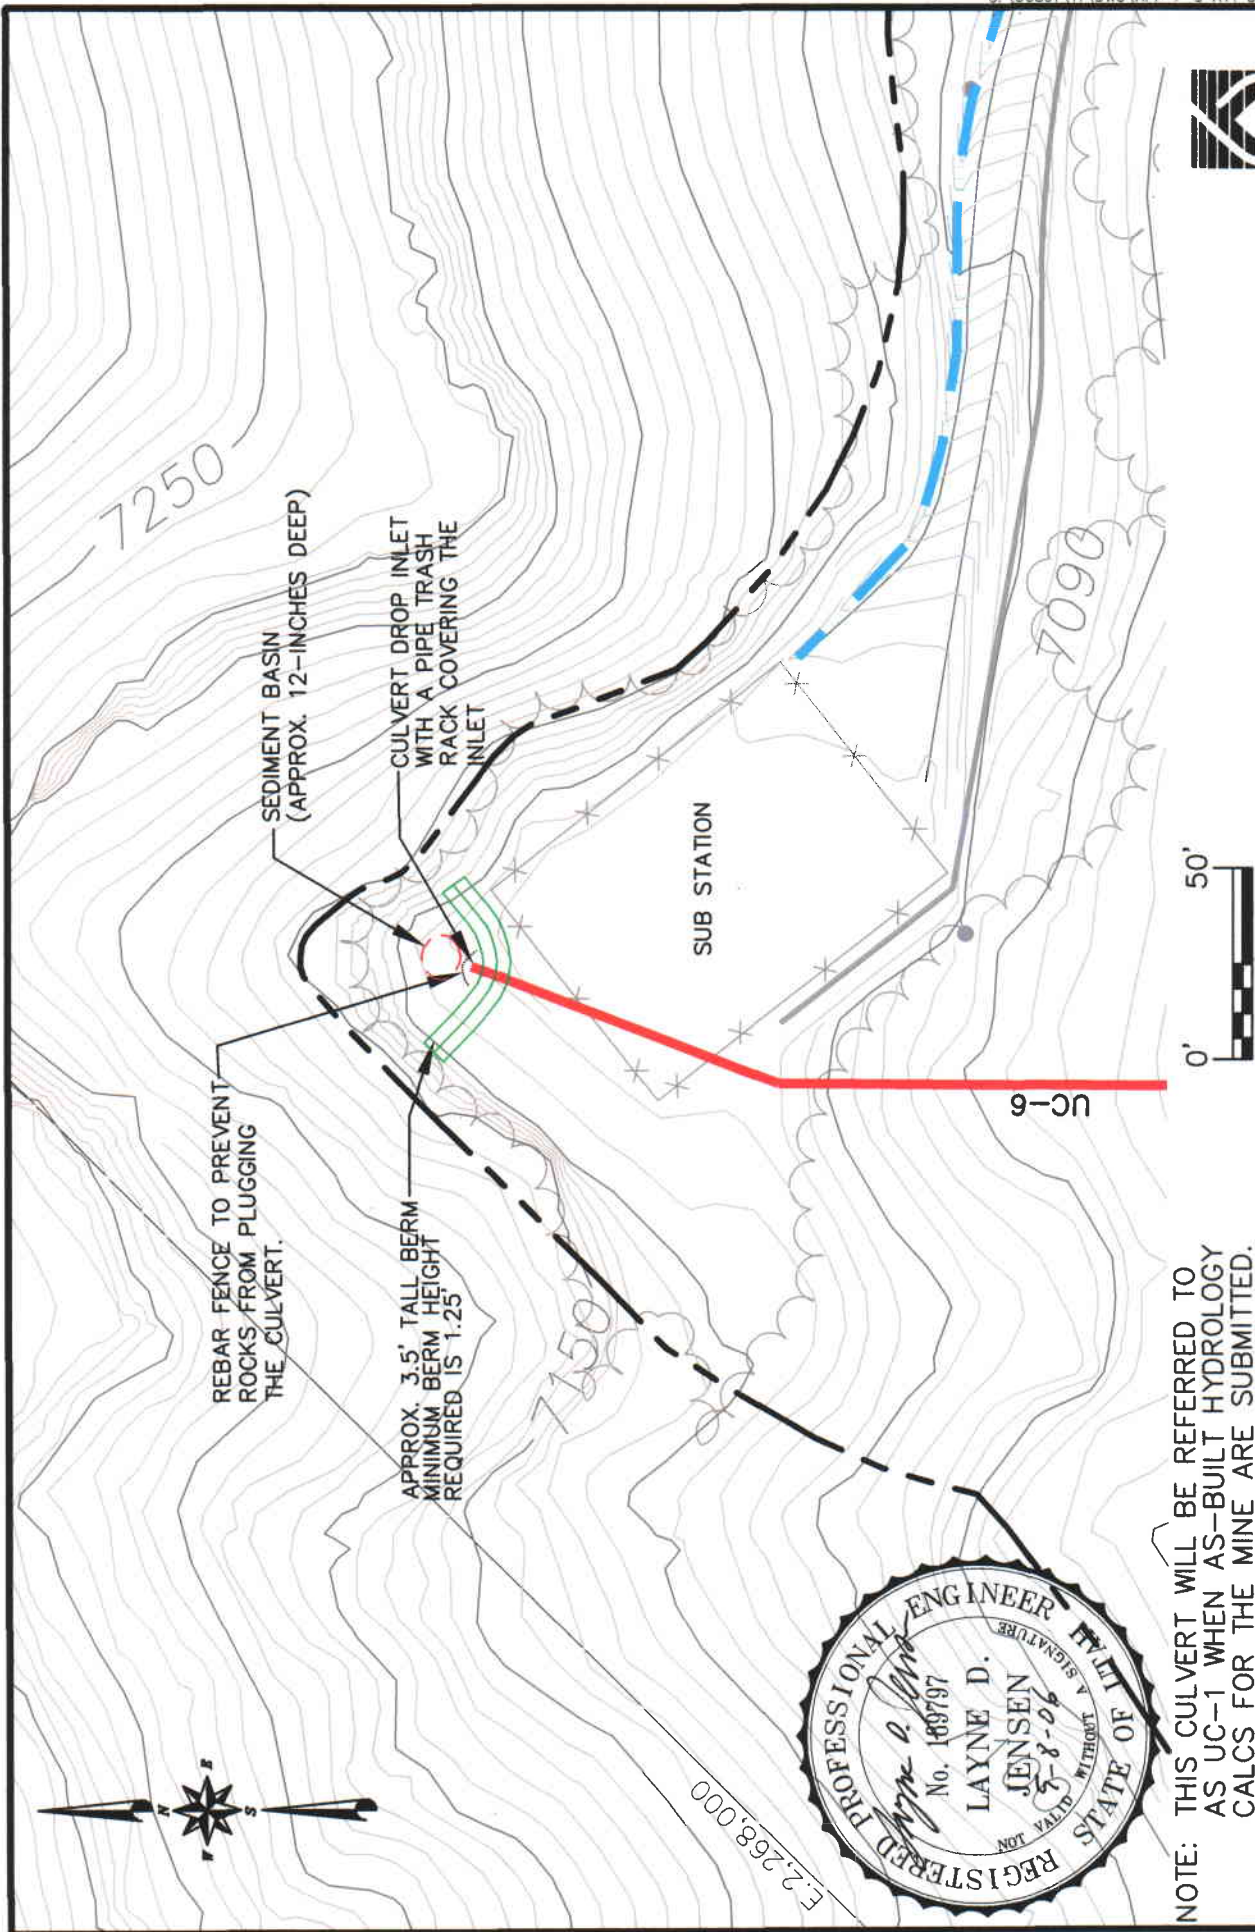 7250
SEDIMENT BASIN
(APPROX. 12-INCHES DEEP)
CULVERT DROP INLET
WITH A PIPE TRASH
RACK COVERING THE
INLET
REBAR FENCE TO PREVENT
ROCKS FROM PLUGGING
THE CULVERT.
APPROX. 3.5' TALL BERM
MINIMUM BERM HEIGHT
REQUIRED IS 1.25'
7150
SUB STATION
7090
UC-6
N
E
S
W
E.2,268,000
REGISTERED PROFESSIONAL ENGINEER
No. 189797
LAYNE D.
JENSEN
NOT VALID WITHOUT A SIGNATURE
STATE OF UTAH
0' 50'
NOTE: THIS CULVERT WILL BE REFERRED TO
AS UC-1 WHEN AS-BUILT HYDROLOGY
CALCS FOR THE MINE ARE SUBMITTED.